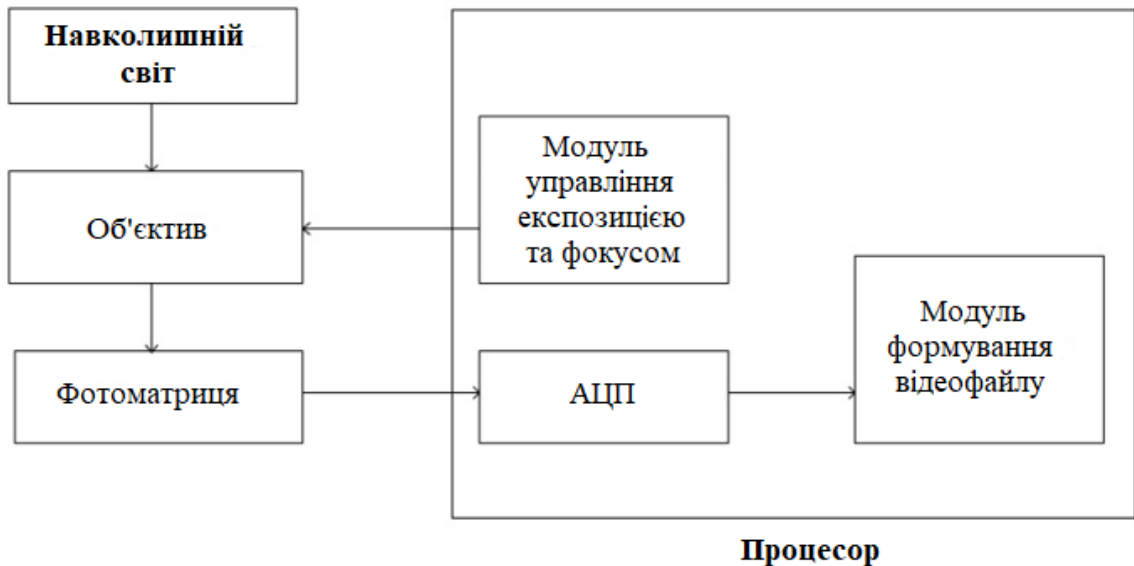 Навколишній
світ
Об'єктив
Фотоматриця
Модуль
управління
експозицією
та фокусом
АЦП
Модуль
формування
відеофайлу
Процесор